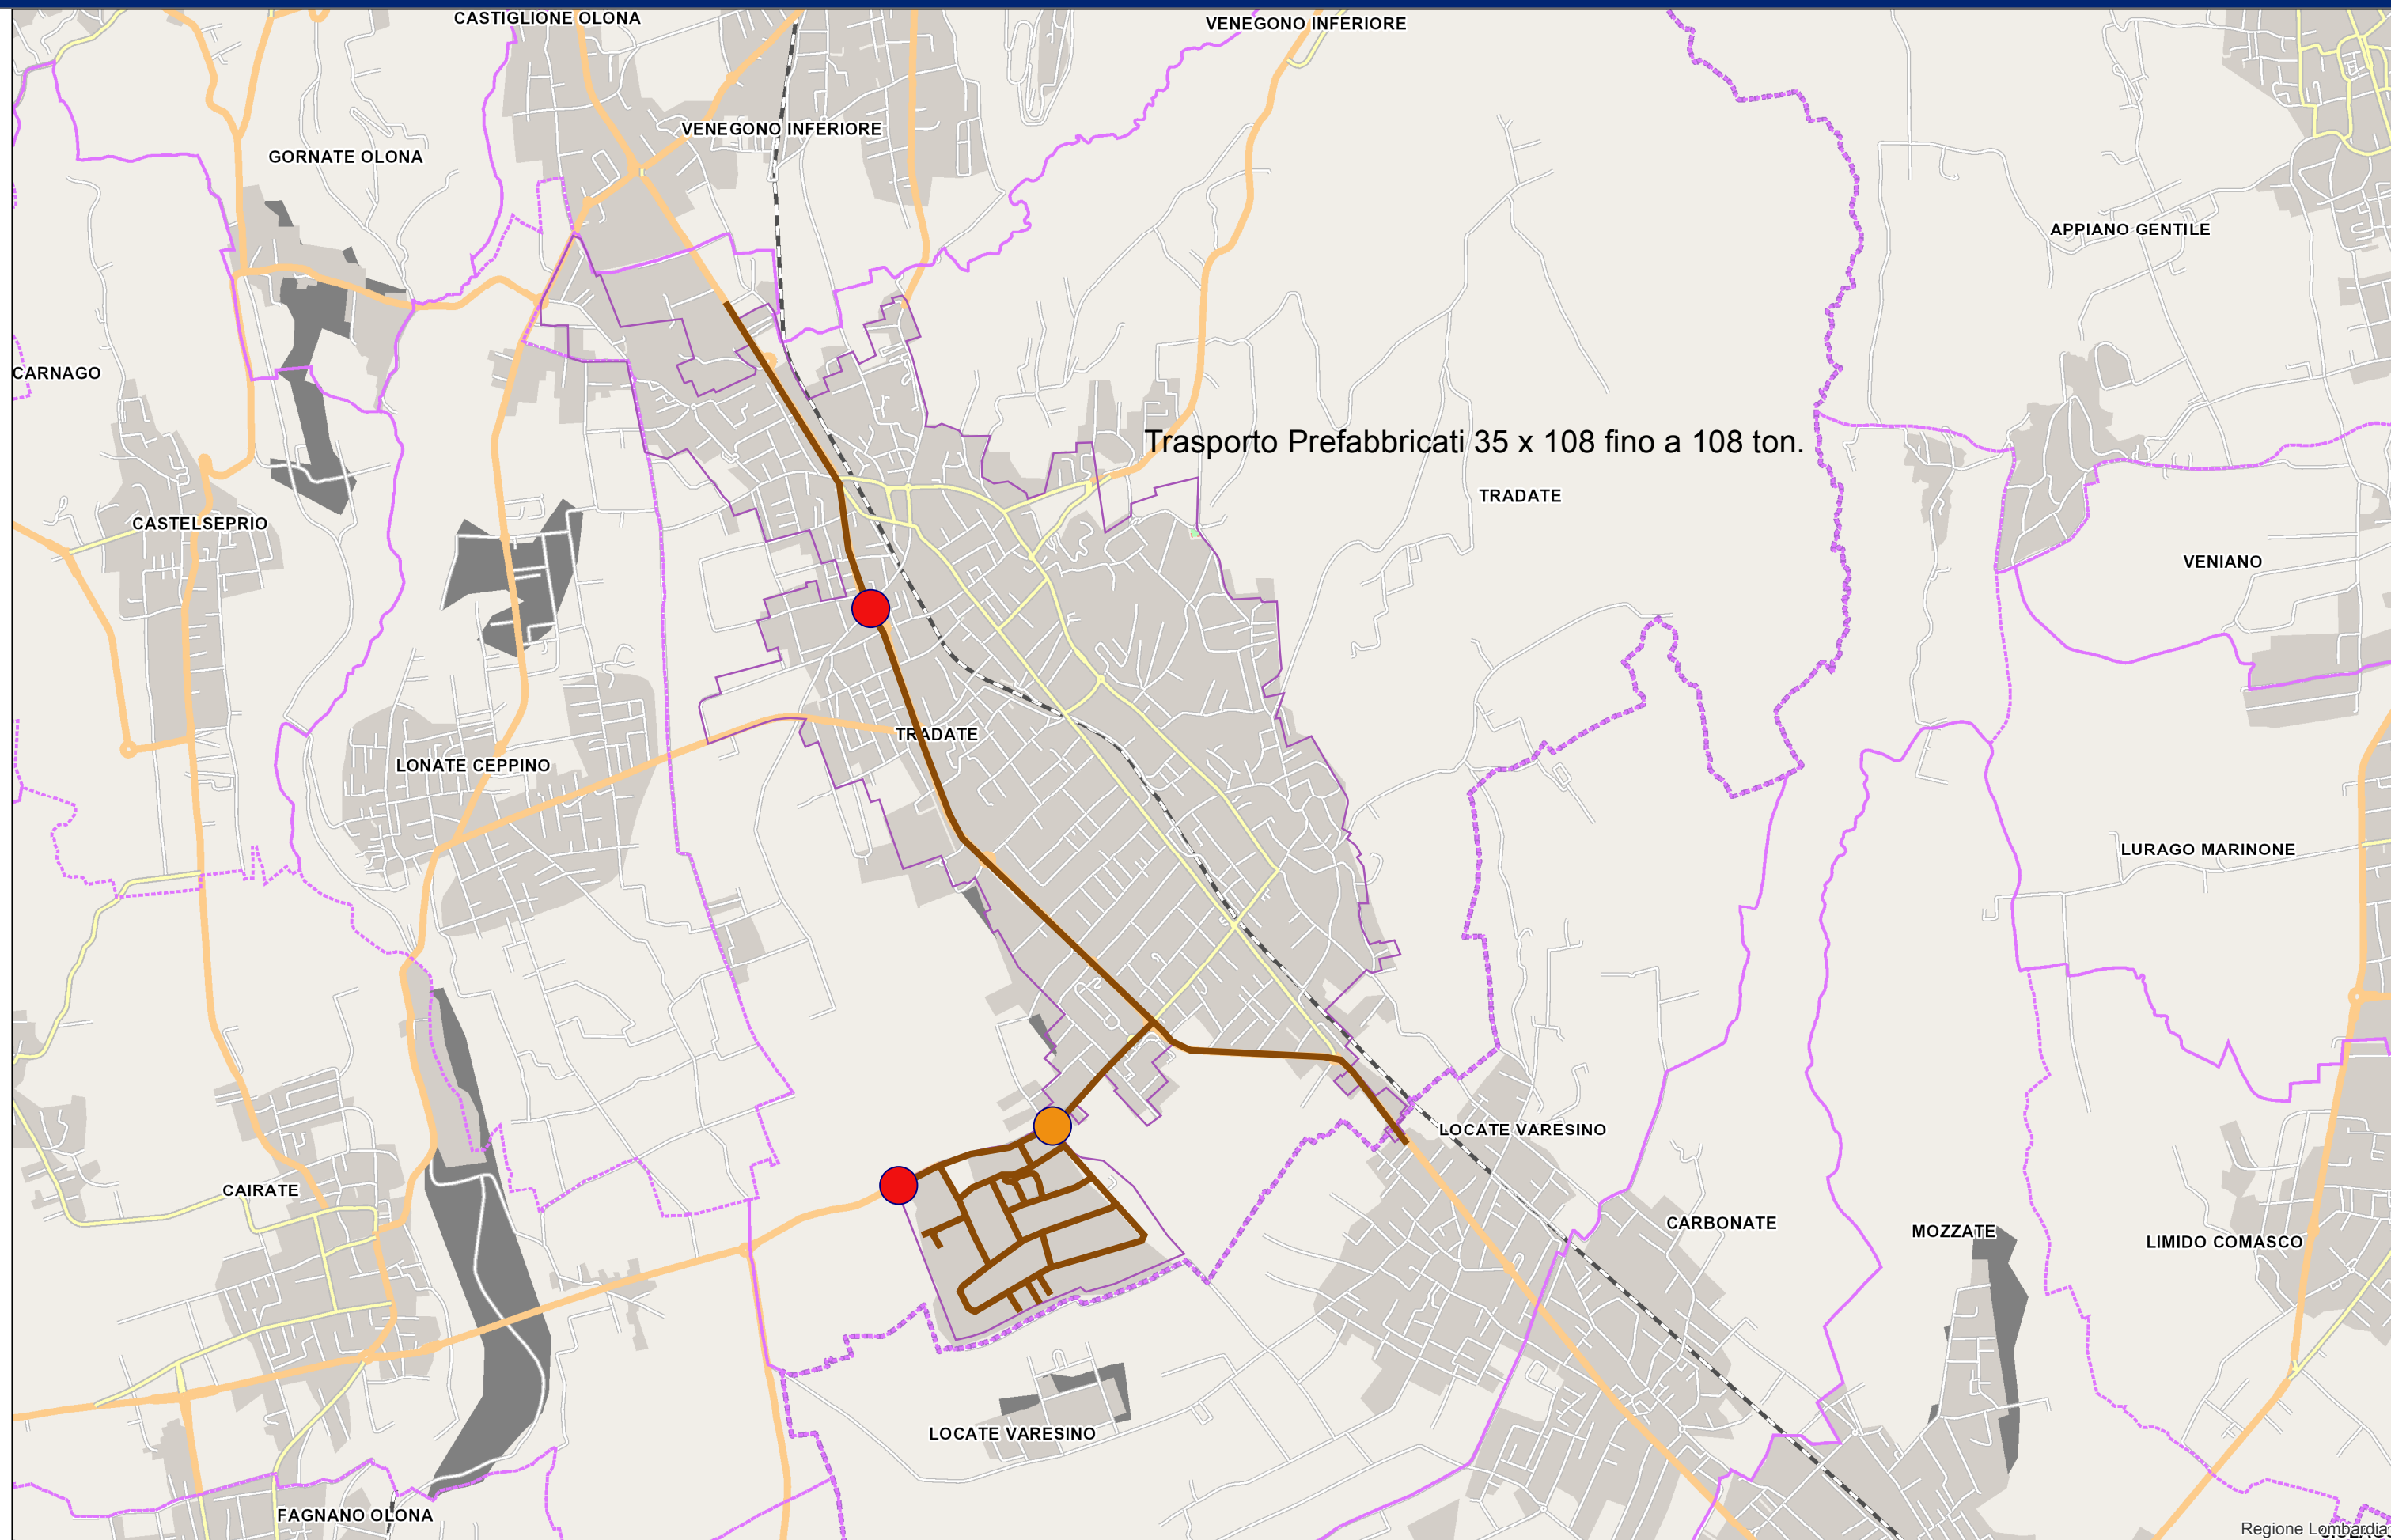 CASTIGLIONE OLONA
VENEGONO INFERIORE
VENEGONO INFERIORE
GORNATE OLONA
APPIANO GENTILE
CARNAGO
Trasporto Prefabbricati 35 x 108 fino a 108 ton.
TRADATE
CASTELSEPRIO
VENIANO
TRADATE
LONATE CEPPINO
LURAGO MARINONE
LOCATE VARESINO
CAIRATE
CARBONATE
MOZZATE
LIMIDO COMASCO
LOCATE VARESINO
FAGNANO OLONA
Regione Lombardia